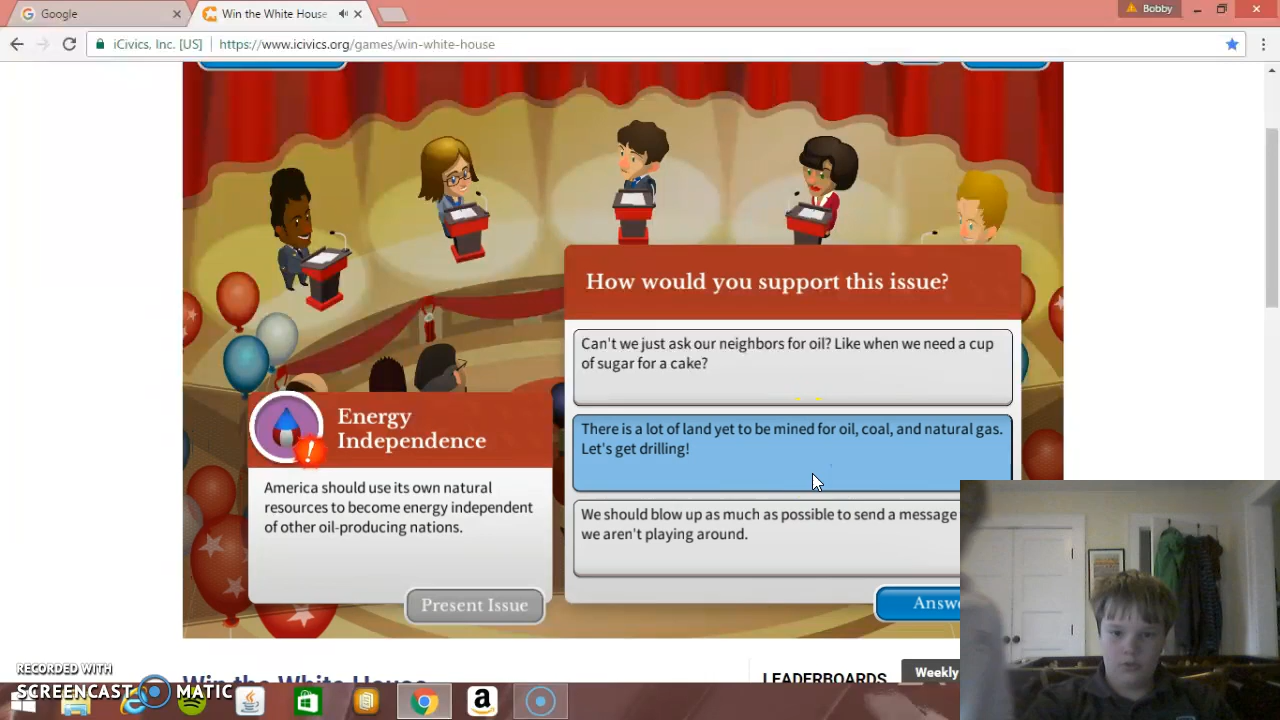 Google
Win the White House
Bobby
iCivics, Inc. [US]
https://www.icivics.org/games/win-white-house
How would you support this issue?
Can't we just ask our neighbors for oil? Like when we need a cup
of sugar for a cake?
There is a lot of land yet to be mined for oil, coal, and natural gas.
Let's get drilling!
We should blow up as much as possible to send a message
we aren't playing around.
Energy
Independence
America should use its own natural
resources to become energy independent
of other oil-producing nations.
Present Issue
Answe
Win the White House
LEADERBOARDS
Weekly
RECORDED WITH
SCREENCAST MATIC